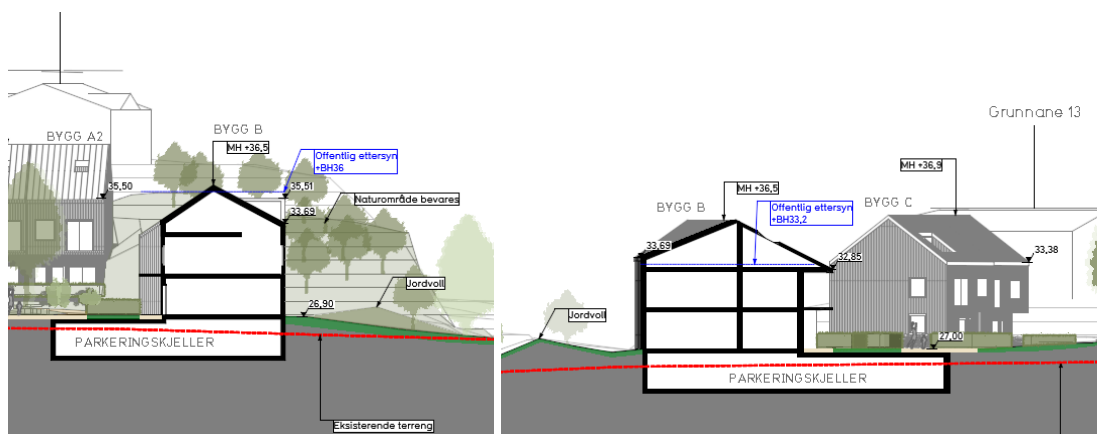 BYGG A2
BYGG B
MH +36,5
Offentlig ettersyn
+BH36
35,50
35,51
Naturområde bevares
33,69
Jordvoll
26,90
PARKERINGSKJELLER
Eksisterende terreng
Grunnane 13
MH +36,9
MH +36,5
BYGG B
BYGG C
Offentlig ettersyn
+BH33,2
33,69
32,85
33,38
Jordvoll
27,00
PARKERINGSKJELLER